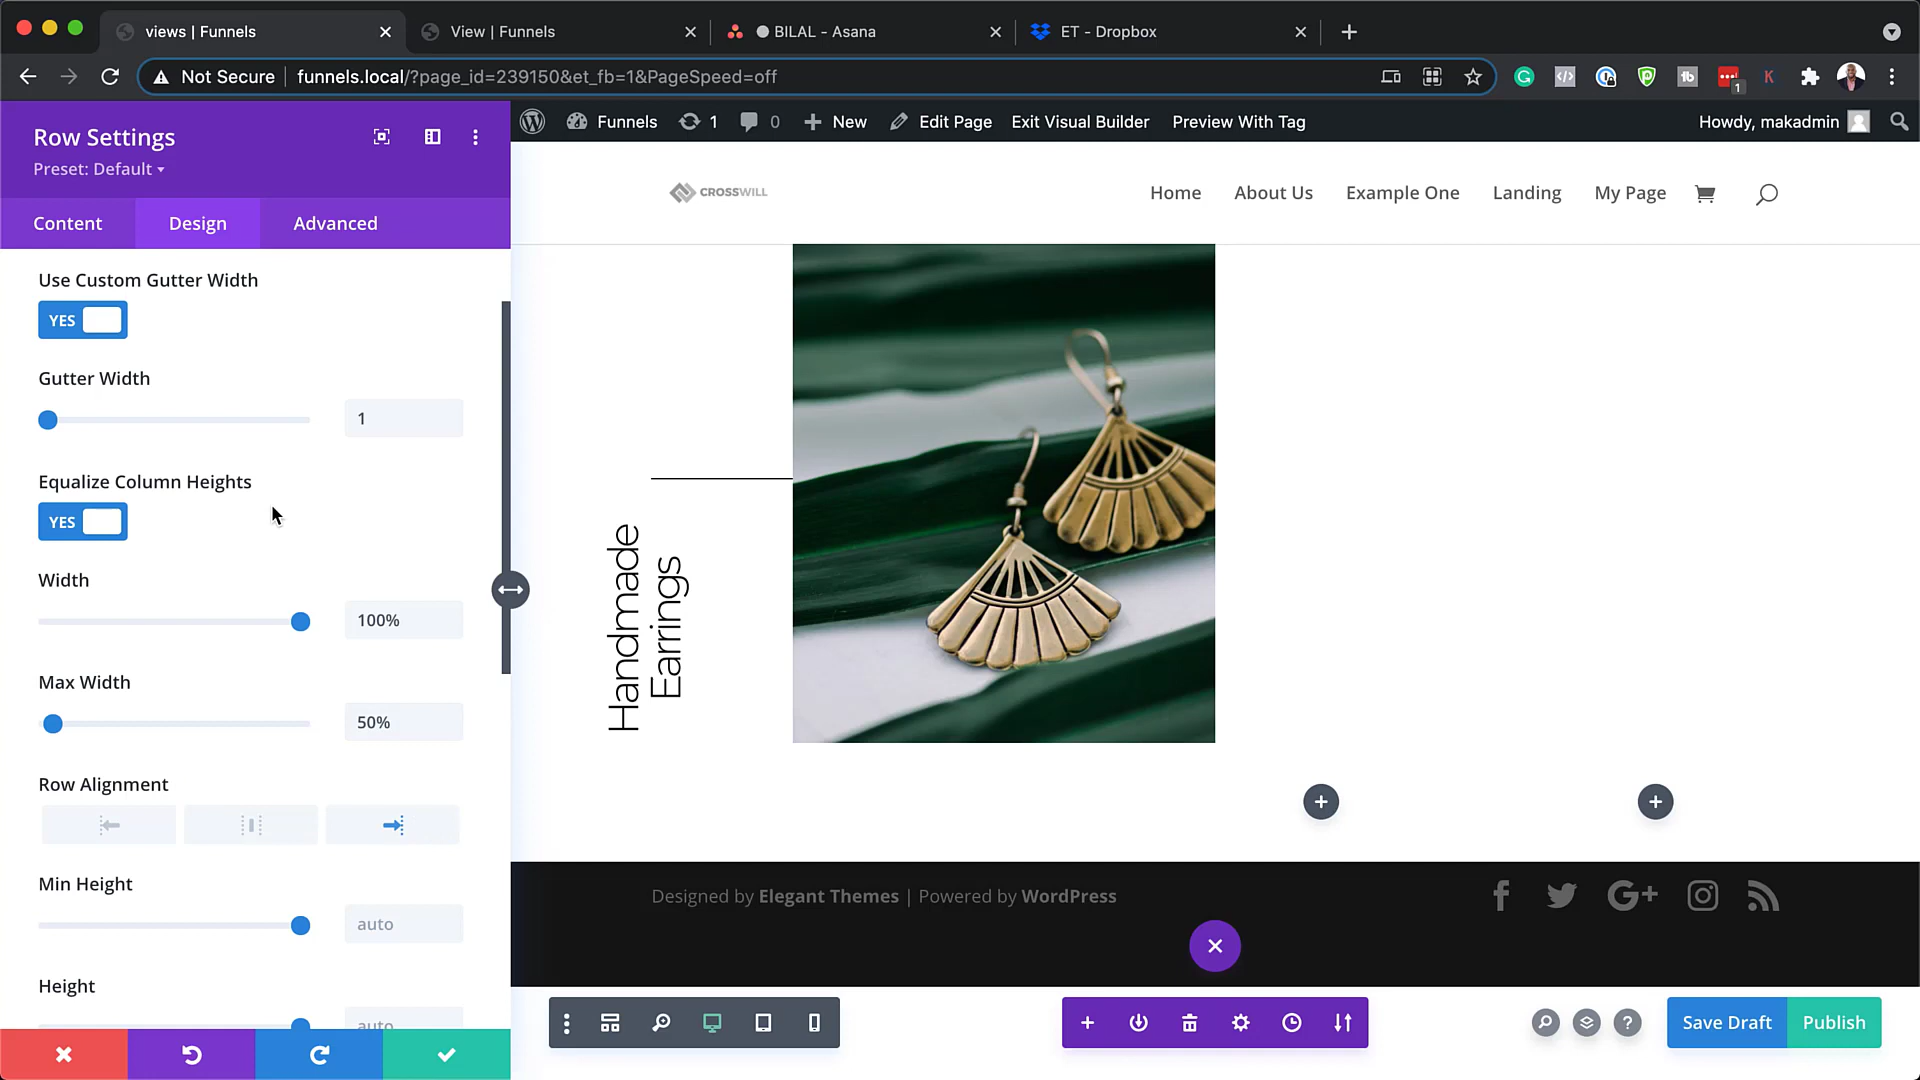 views | Funnels
View | Funnels
BILAL - Asana
ET - Dropbox
Not Secure
funnels.local/?page_id=239150&et_fb=1&PageSpeed=off
1
Row Settings
Preset: Default
Content
Design
Advanced
Use Custom Gutter Width
YES
Gutter Width
1
Equalize Column Heights
YES
Width
100%
Max Width
50%
Row Alignment
Min Height
auto
Height
auto
Funnels
1
0
New
Edit Page
Exit Visual Builder
Preview With Tag
Howdy, makadmin
CROSSWILL
Home
About Us
Example One
Landing
My Page
Handmade
Earrings
Designed by Elegant Themes | Powered by WordPress
Save Draft
Publish